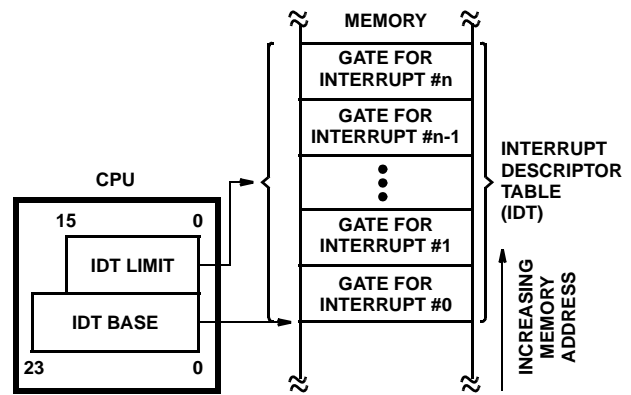 MEMORY
GATE FOR
INTERRUPT #n
GATE FOR
INTERRUPT #n-1
INTERRUPT
DESCRIPTOR
TABLE
(IDT)
CPU
15 0
IDT LIMIT
IDT BASE
23 0
GATE FOR
INTERRUPT #1
GATE FOR
INTERRUPT #0
INCREASING
MEMORY
ADDRESS